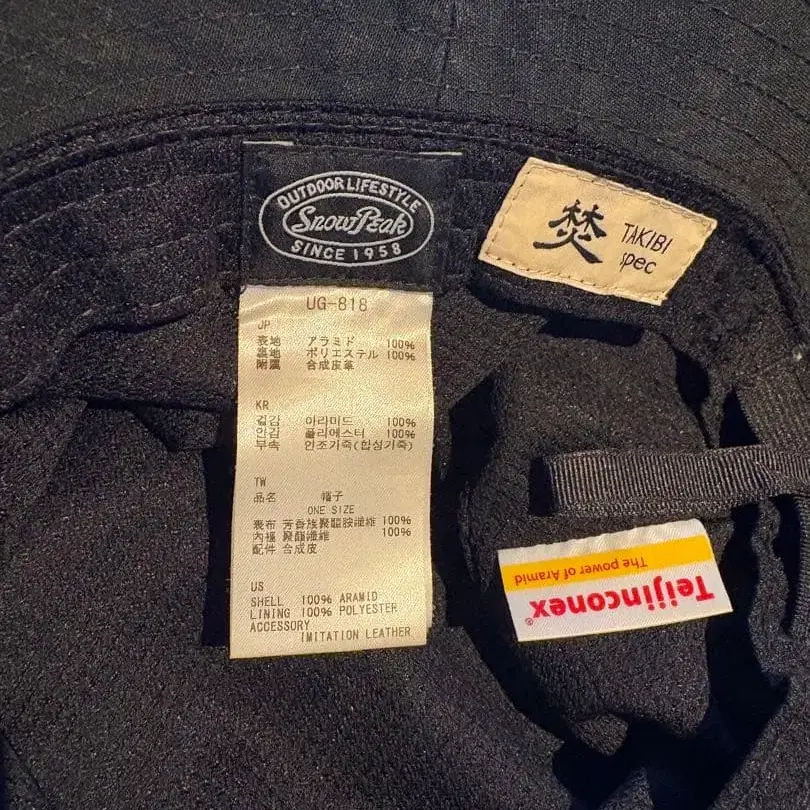 OUTDOOR LIFESTYLE
Snow Peak
SINCE 1958
焚 TAKIBI
spec
UG-818
JP
表地 アラミド 100%
裏地 ポリエステル 100%
附属 合成皮革
KR
겉감 아라미드 100%
안감 폴리에스터 100%
부속 인조가죽(합성가죽)
TW
品名 帽子
ONE SIZE
表布 芳香族聚醯胺纖維 100%
內裡 聚酯纖維 100%
配件 合成皮
US
SHELL 100% ARAMID
LINING 100% POLYESTER
ACCESSORY
IMITATION LEATHER
Teijinconex®
The power of Aramid